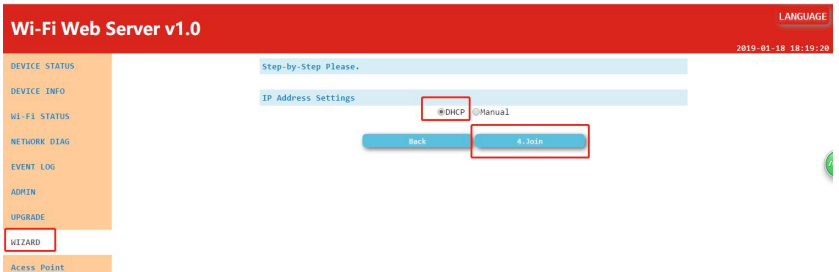 Wi-Fi Web Server v1.0
LANGUAGE
2019-01-18 18:19:20
DEVICE STATUS
DEVICE INFO
Wi-Fi STATUS
NETWORK DIAG
EVENT LOG
ADMIN
UPGRADE
WIZARD
Acess Point
Step-by-Step Please.
IP Address Settings
DHCP Manual
Back 4.Join